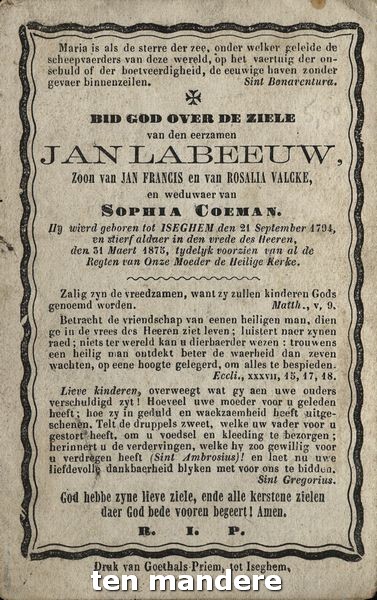 Maria is als de sterre der zee, onder welker geleide de
scheepvaerders van deze wereld, op het vaertuig der on-
schuld of der boetveerdigheid, de eeuwige haven zonder
gevaer binnenzeilen. Sint Bonaventura.
✠
BID GOD OVER DE ZIELE
van den eerzamen
JAN LABEEUW,
Zoon van JAN FRANCIS en van ROSALIA VALCKE,
en weduwaer van
SOPHIA COEMAN.
Hy wierd geboren tot ISEGHEM den 21 September 1794,
en stierf aldaer in den vrede des Heeren,
den 31 Maert 1875, tydelyk voorzien van al de
Regten van Onze Moeder de Heilige Kerke.
Zalig zyn de vreedzamen, want zy zullen kinderen Gods
genoemd worden. Matth., v, 9.
Betracht de vriendschap van eenen heiligen man, dien
ge in de vrees des Heeren ziet leven; luistert naer zynen
raed; niets ter wereld kan u dierbaerder wezen: trouwens
een heilig man ontdekt beter de waerheid dan zeven
wachten, op eene hoogte gelegerd, om alles te bespieden.
Eccli., XXXVII, 15, 17, 18.
Lieve kinderen, overweegt wat gy aen uwe ouders
verschuldigd zyt! Hoeveel uwe moeder voor u geleden
heeft; hoe zy in geduld en waekzaemheid heeft uitge-
schenen. Telt de druppels zweet, welke uw vader voor u
gestort heeft, om u voedsel en kleeding te bezorgen;
herinnert u de verdervingen, welke hy zoo gewillig voor
u verdregen heeft (Sint Ambrosius)! en laet nu uwe
liefdevolle dankbaerheid blyken met voor ons te bidden.
Sint Gregorius.
God hebbe zyne lieve ziele, ende alle kerstene zielen
daer God bede vooren begeert! Amen.
R. I. P.
Druk van Goethals-Priem, tot Iseghem,
ten mandere